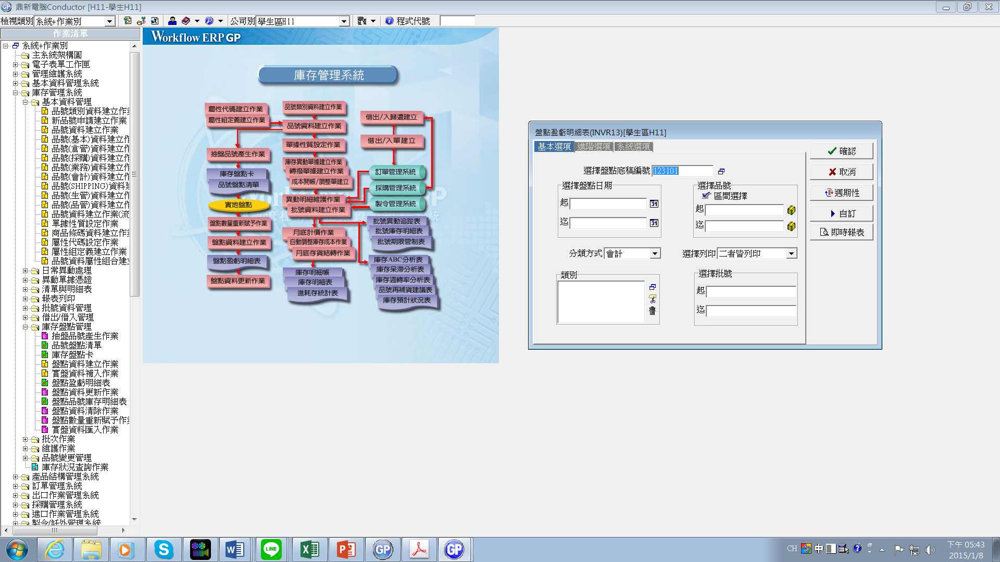 鼎新電腦Conductor [H11-學生H11]
檢視類別 系統+作業別 公司別 學生區H11 程式代號
作業清單
系統+作業別
主系統架構圖
電子表單工作匣
管理維護系統
基本資料管理系統
庫存管理系統
基本資料管理
品號類別資料建立作業
新品號申請建立作業
品號資料建立作業
品號(基本)資料建立作
品號(倉管)資料建立作
品號(採購)資料建立作
品號(業務)資料建立作
品號(會計)資料建立作
品號(SHIPPING)資料建
品號(生管)資料建立作
品號(品管)資料建立作
品號資料建立作業(流
單據性質設定作業
商品條碼資料建立作業
屬性代碼設定作業
屬性組定義建立作業
品號資料屬性組合建立
日常異動處理
異動單據憑證
清單與明細表
報表列印
批號資料管理
借出/借入管理
庫存盤點管理
抽盤品號產生作業
品號盤點清單
庫存盤點卡
盤點資料建立作業
實盤資料補入作業
盤點盈虧明細表
盤點資料更新作業
盤點品號庫存明細表
盤點資料清除作業
盤點數量重新賦予作業
實盤資料匯入作業
批次作業
維護作業
品號變更管理
庫存狀況查詢作業
產品結構管理系統
訂單管理系統
出口作業管理系統
採購管理系統
進口作業管理系統
製令/託外管理系統
Workflow ERP GP
庫存管理系統
屬性代碼建立作業
屬性組定義建立作業
抽盤品號產生作業
庫存盤點卡
品號盤點清單
實地盤點
盤點數量重新賦予作業
盤點資料建立作業
盤點盈虧明細表
盤點資料更新作業
品號類別資料建立作業
品號資料建立作業
單據性質設定作業
庫存異動單據建立作業
轉撥單據建立作業
成本開帳/調整單建立
異動明細維護作業
批號資料建立作業
月底計價作業
自動調整庫存成本作業
月底存貨結轉作業
庫存明細帳
庫存明細表
進耗存統計表
借出/入歸還建立
借出/入單建立
訂單管理系統
採購管理系統
製令管理系統
批號異動追蹤表
批號庫存明細表
批號期限管制表
庫存ABC分析表
庫存呆滯分析表
庫存週轉率分析表
品號再補貨建議表
庫存預計狀況表
盤點盈虧明細表(INVR13)[學生區H11]
基本選項 進階選項 系統選項
選擇盤點底稿編號 123101
選擇盤點日期
起
迄
選擇品號
區間選擇
起
迄
分類方式 會計
選擇列印 二者皆列印
類別
選擇批號
起
迄
確認
取消
週期性
自訂
即時報表
CH 中
下午 05:43
2015/1/8